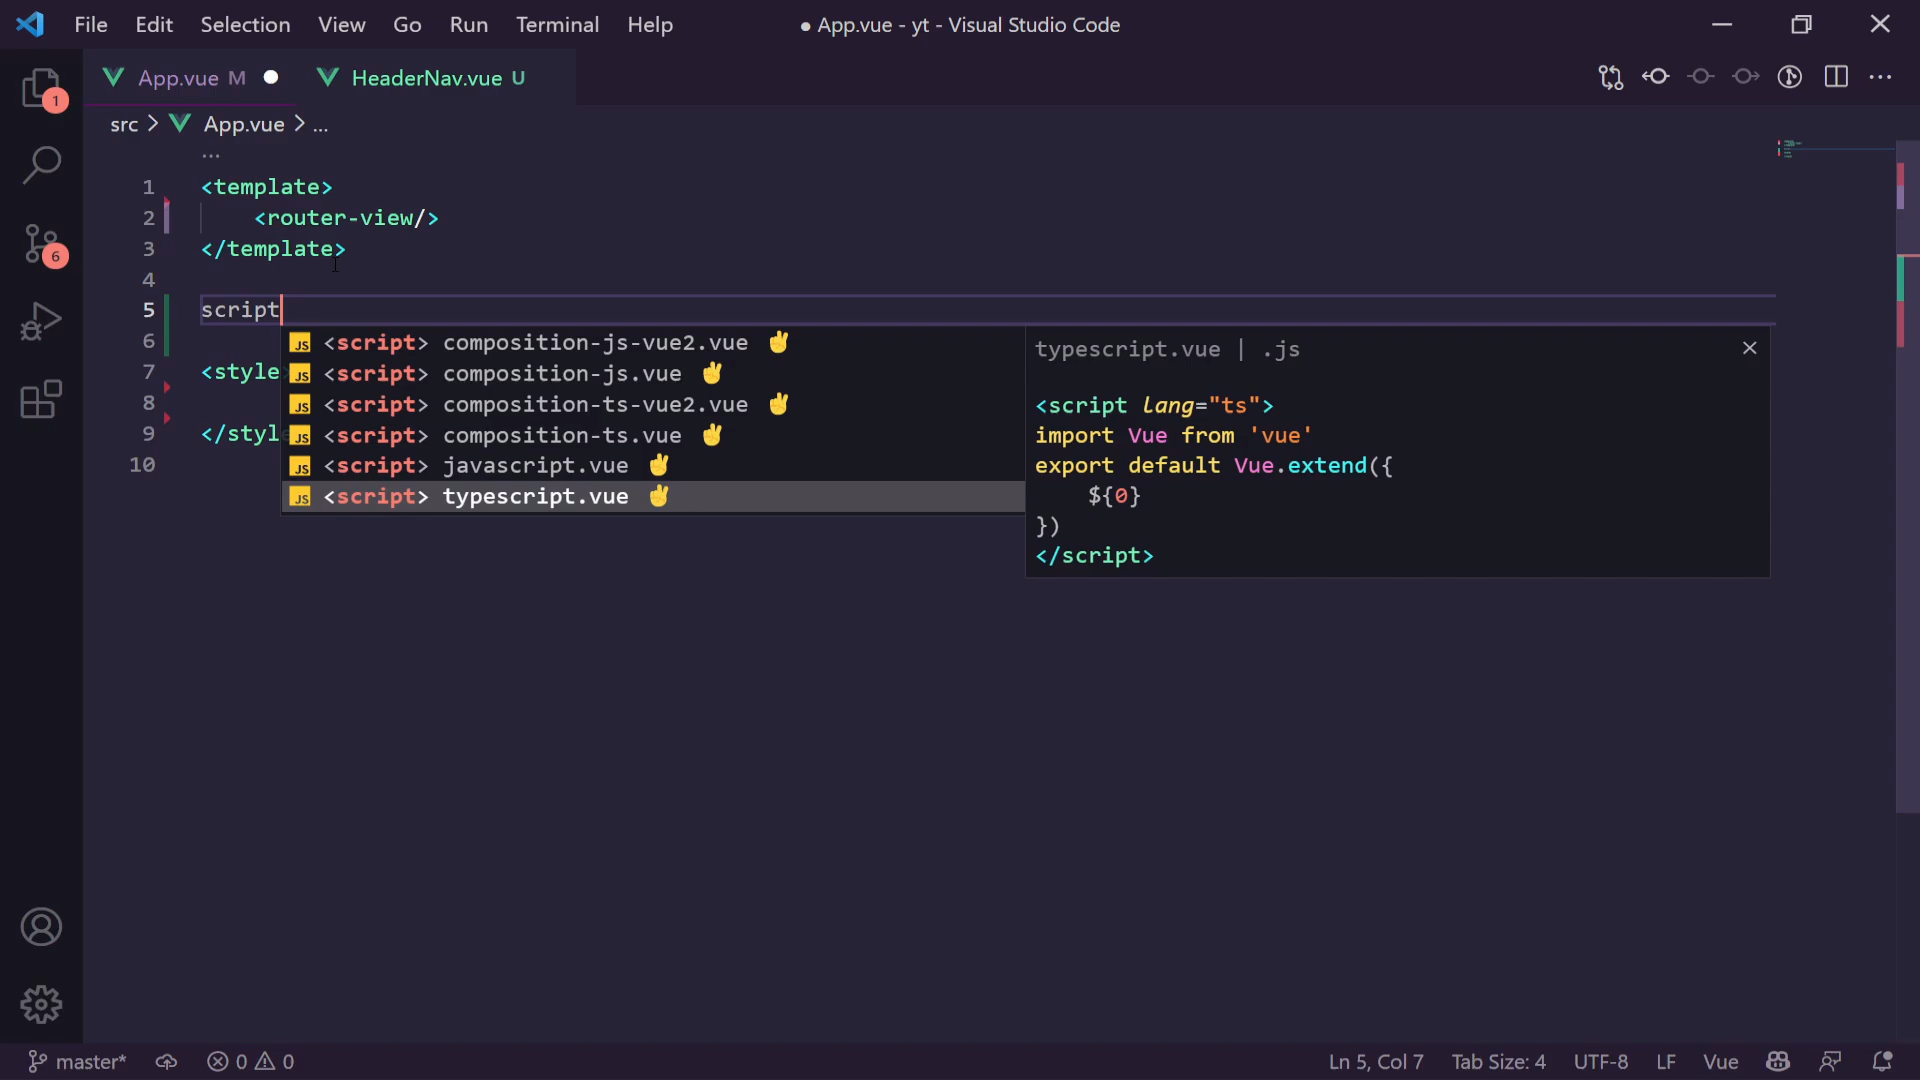 File Edit Selection View Go Run Terminal Help ● App.vue - yt - Visual Studio Code
App.vue M ● HeaderNav.vue U
src > App.vue > ...
...
1 <template>
2 <router-view/>
3 </template>
4
5 script
6
7 <style
8
9 </styl
10
<script> composition-js-vue2.vue ✌
<script> composition-js.vue ✌
<script> composition-ts-vue2.vue ✌
<script> composition-ts.vue ✌
<script> javascript.vue ✌
<script> typescript.vue ✌
typescript.vue | .js
<script lang="ts">
import Vue from 'vue'
export default Vue.extend({
${0}
})
</script>
1
6
master* 0 0 Ln 5, Col 7 Tab Size: 4 UTF-8 LF Vue